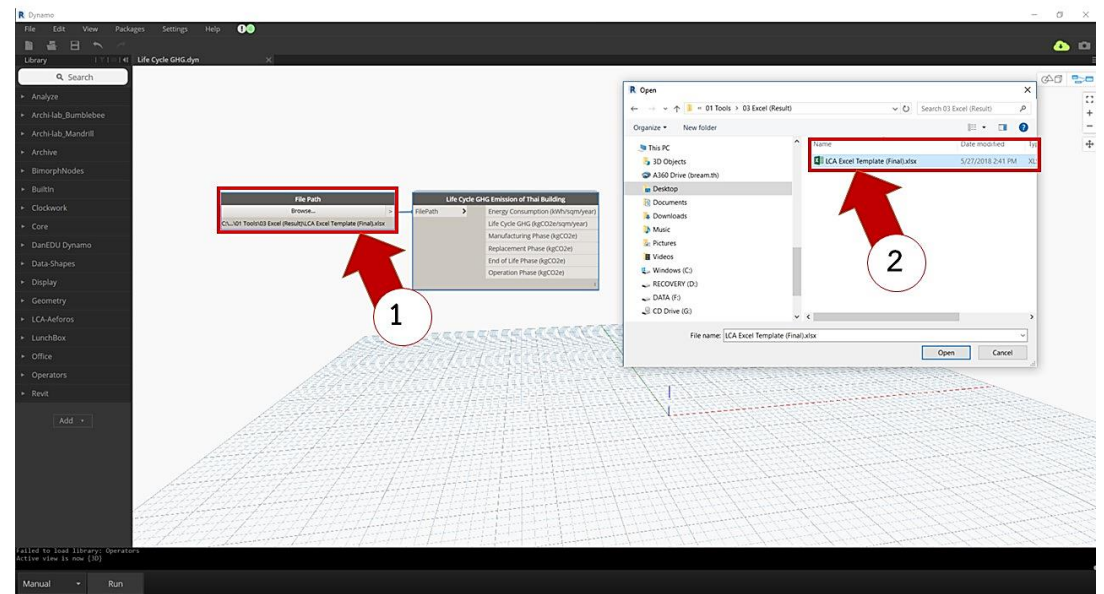 Dynamo
File Edit View Packages Settings Help
Library
Life Cycle GHG.dyn
Search
Analyze
Archi-lab_Bumblebee
Archi-lab_Mandrill
Archive
BimorphNodes
BuiltIn
Clockwork
Core
DanEDU Dynamo
Data-Shapes
Display
Geometry
LCA-Aeforos
LunchBox
Office
Operators
Revit
Add
File Path
Browse...
>
C:\...\01 Tools\03 Excel (Result)\LCA Excel Template (Final).xlsx
1
Life Cycle GHG Emission of Thai Building
FilePath >
Energy Consumption (kWh/sqm/year)
Life Cycle GHG (kgCO2e/sqm/year)
Manufacturing Phase (kgCO2e)
Replacement Phase (kgCO2e)
End of Life Phase (kgCO2e)
Operation Phase (kgCO2e)
Open
« 01 Tools > 03 Excel (Result)
Search 03 Excel (Result)
Organize New folder
This PC
3D Objects
A360 Drive (bream.th)
Desktop
Documents
Downloads
Music
Pictures
Videos
Windows (C:)
RECOVERY (D:)
DATA (F:)
CD Drive (G:)
Name Date modified Ty
LCA Excel Template (Final).xlsx 5/27/2018 2:41 PM XL
2
File name: LCA Excel Template (Final).xlsx
Open Cancel
Failed to load library: Operators
Active view is now [3D]
Manual Run